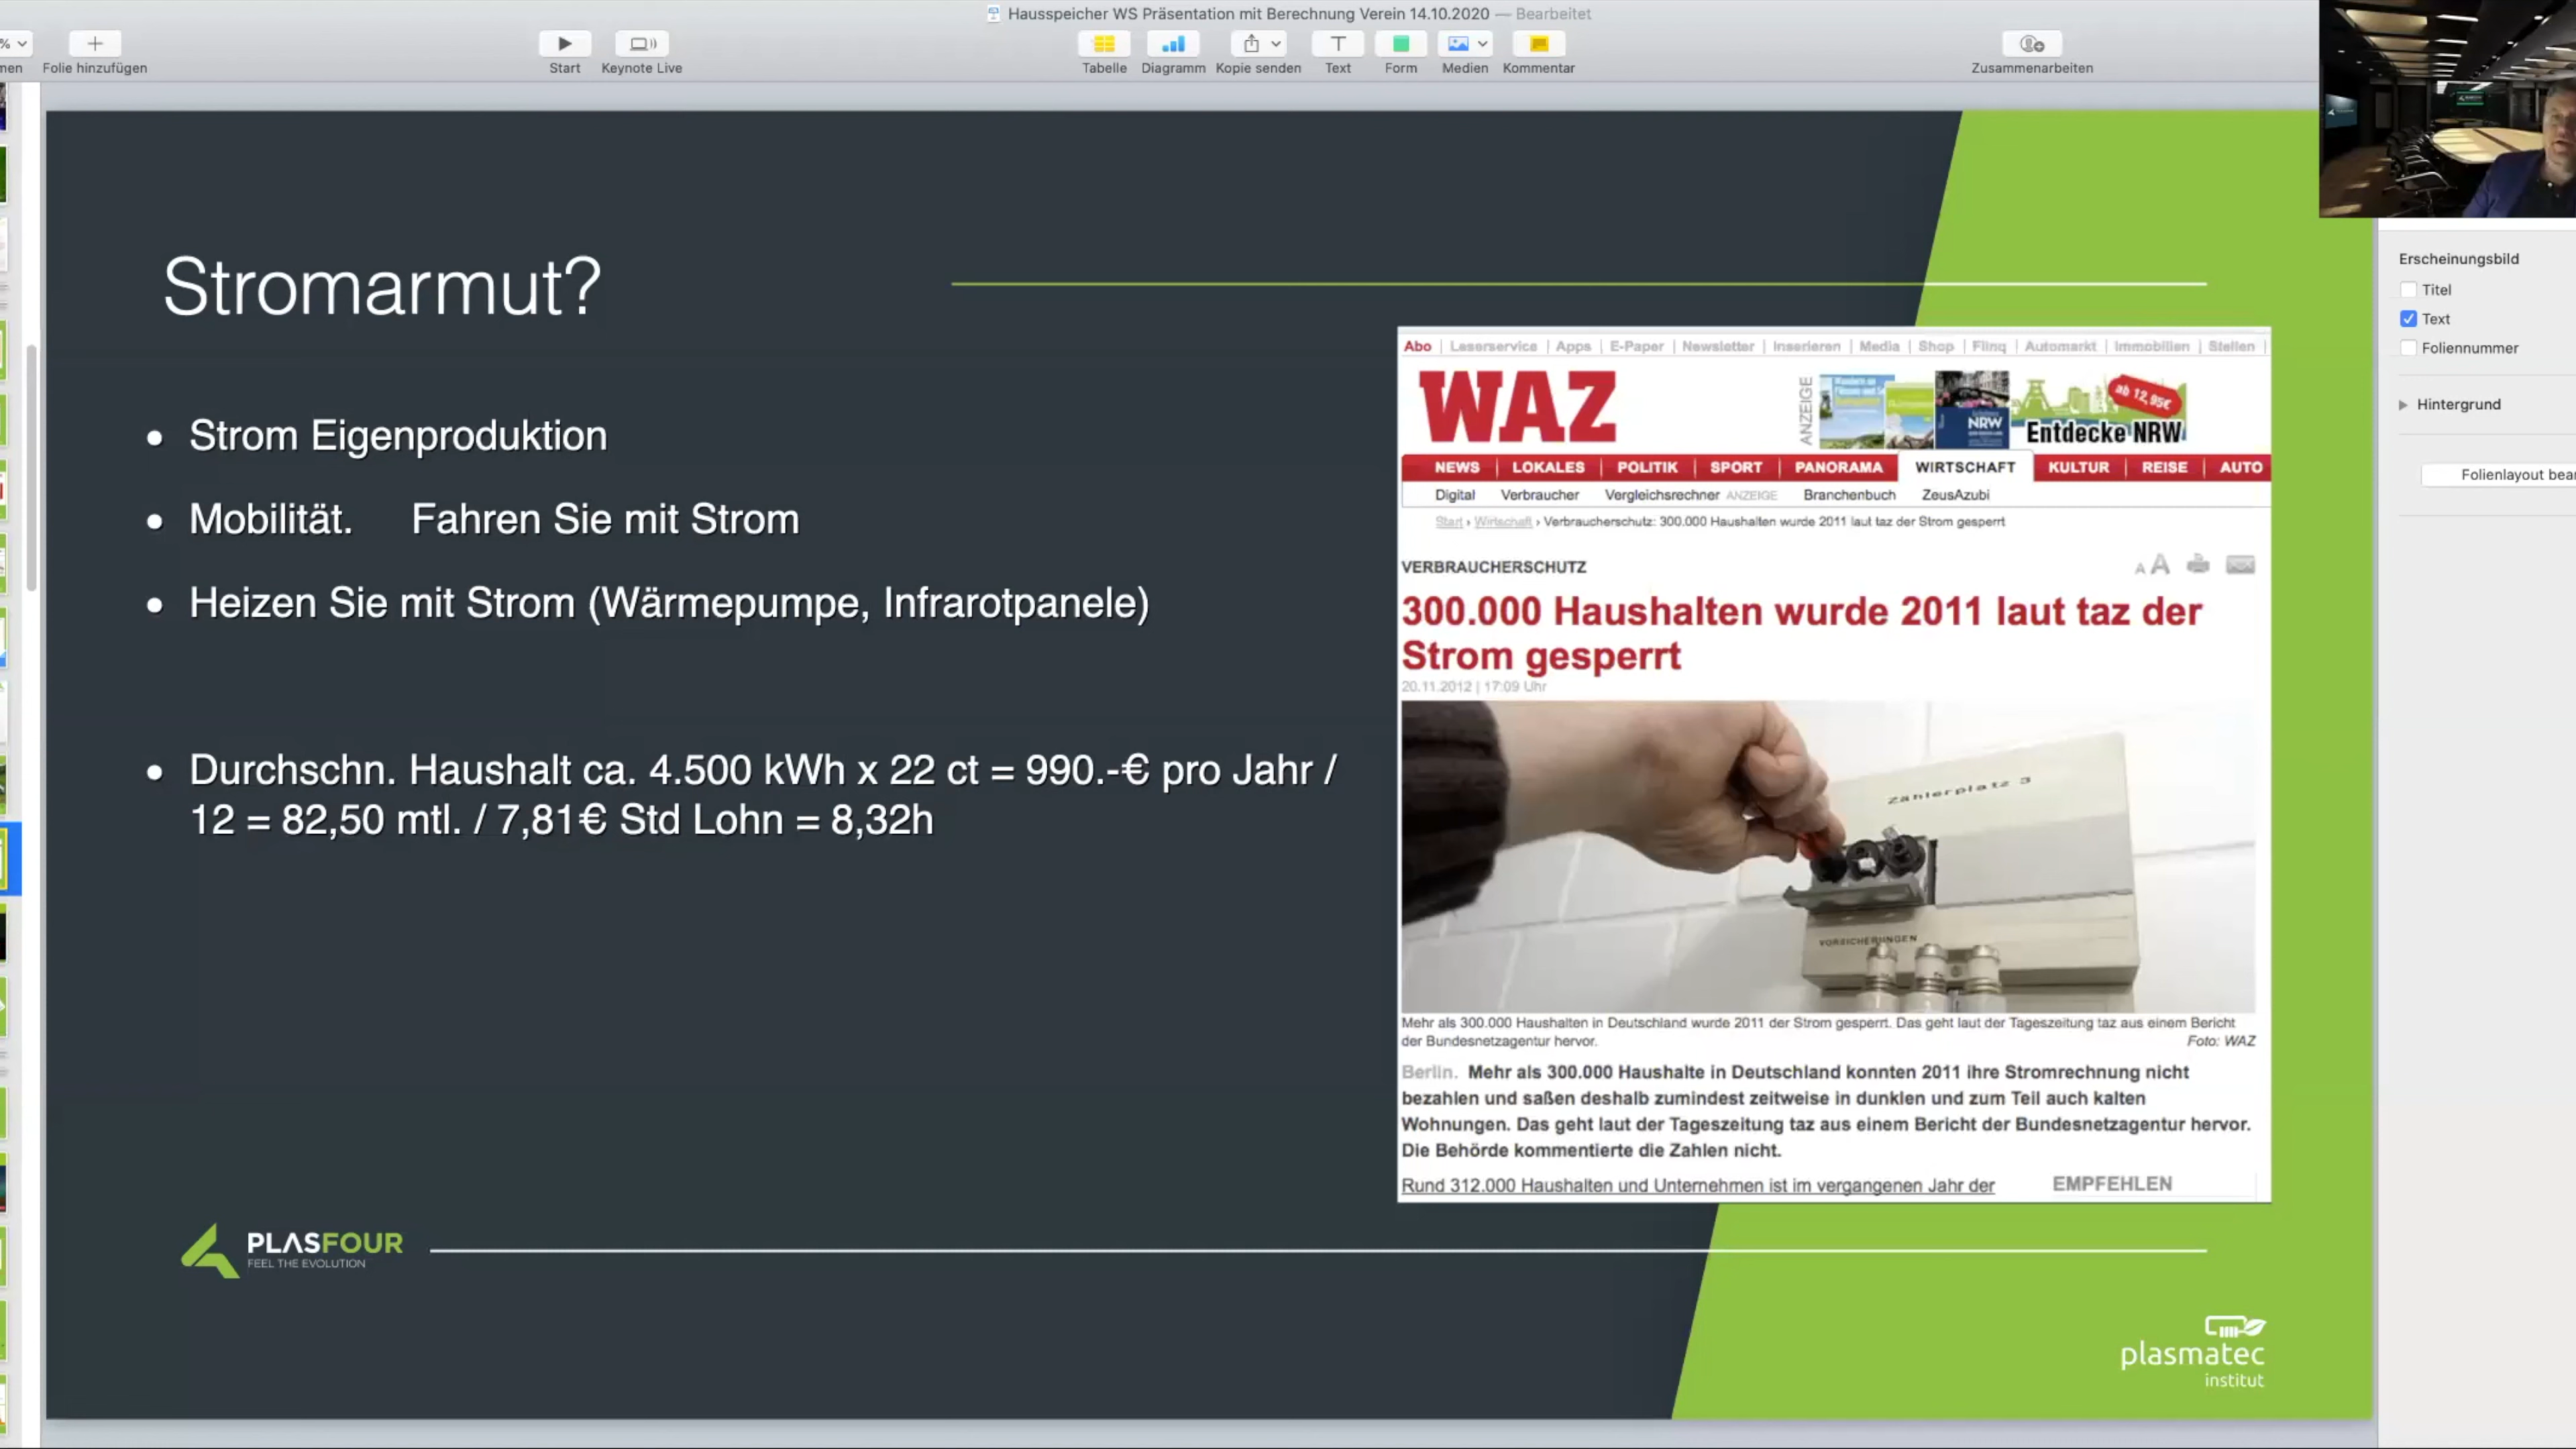 Hausspeicher WS Präsentation mit Berechnung Verein 14.10.2020 — Bearbeitet
%
Folie hinzufügen
Start
Keynote Live
Tabelle
Diagramm
Kopie senden
Text
Form
Medien
Kommentar
Zusammenarbeiten
Stromarmut?
• Strom Eigenproduktion
• Mobilität. Fahren Sie mit Strom
• Heizen Sie mit Strom (Wärmepumpe, Infrarotpanele)
• Durchschn. Haushalt ca. 4.500 kWh x 22 ct = 990.-€ pro Jahr /
12 = 82,50 mtl. / 7,81€ Std Lohn = 8,32h
Abo | Leserservice | Apps | E-Paper | Newsletter | Inserieren | Media | Shop | Flinq | Automarkt | Immobilien | Stellen |
WAZ
ANZEIGE
NRW
ab 12,95€
Entdecke NRW
NEWS | LOKALES | POLITIK | SPORT | PANORAMA | WIRTSCHAFT | KULTUR | REISE | AUTO
Digital Verbraucher Vergleichsrechner ANZEIGE Branchenbuch ZeusAzubi
Start › Wirtschaft › Verbraucherschutz: 300.000 Haushalten wurde 2011 laut taz der Strom gesperrt
VERBRAUCHERSCHUTZ
A A
300.000 Haushalten wurde 2011 laut taz der
Strom gesperrt
20.11.2012 | 17:09 Uhr
Zählerplatz 3
VORSICHERUNGEN
Mehr als 300.000 Haushalten in Deutschland wurde 2011 der Strom gesperrt. Das geht laut der Tageszeitung taz aus einem Bericht
der Bundesnetzagentur hervor.
Foto: WAZ
Berlin. Mehr als 300.000 Haushalte in Deutschland konnten 2011 ihre Stromrechnung nicht
bezahlen und saßen deshalb zumindest zeitweise in dunklen und zum Teil auch kalten
Wohnungen. Das geht laut der Tageszeitung taz aus einem Bericht der Bundesnetzagentur hervor.
Die Behörde kommentierte die Zahlen nicht.
Rund 312.000 Haushalten und Unternehmen ist im vergangenen Jahr der
EMPFEHLEN
PLASFOUR
FEEL THE EVOLUTION
plasmatec
institut
Erscheinungsbild
Titel
Text
Foliennummer
Hintergrund
Folienlayout bear